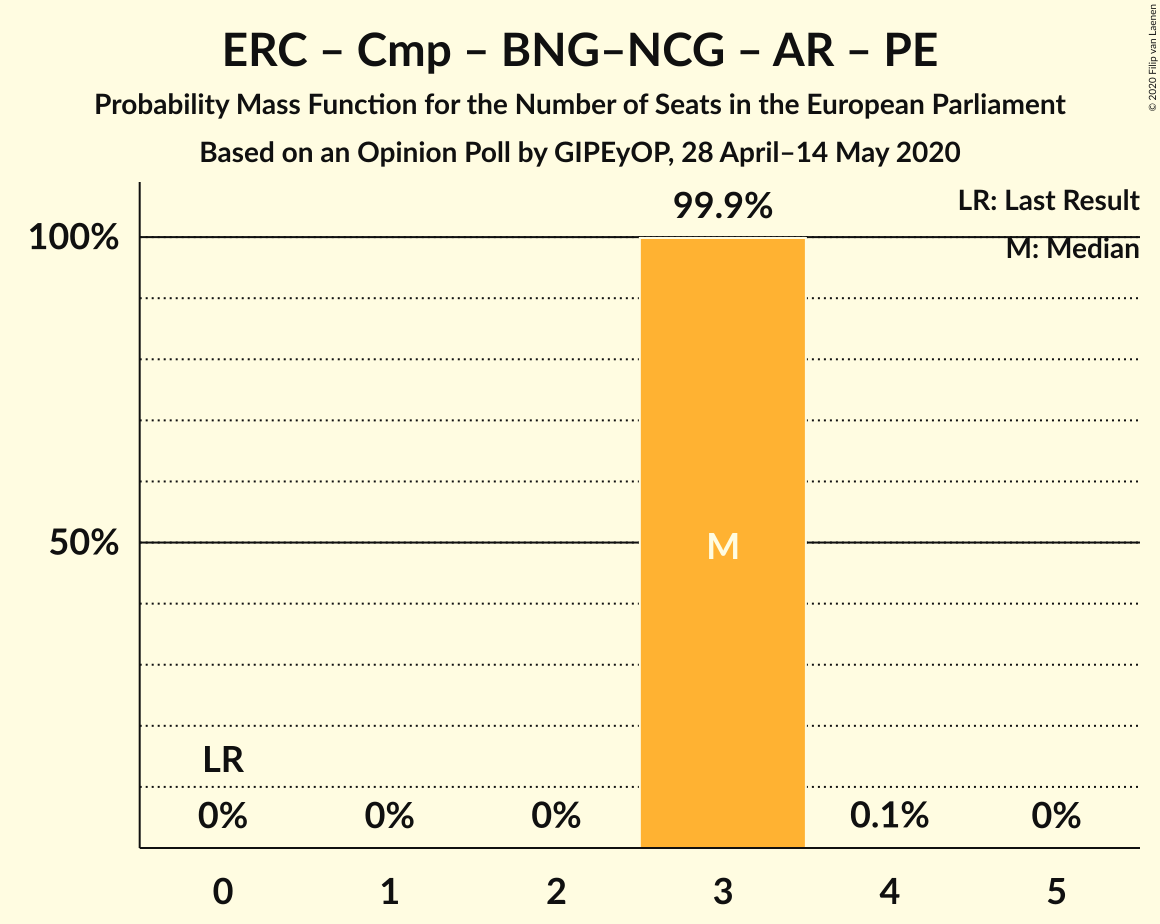 ERC – Cmp – BNG–NCG – AR – PE
Probability Mass Function for the Number of Seats in the European Parliament
Based on an Opinion Poll by GIPEyOP, 28 April–14 May 2020
© 2020 Filip van Laenen
LR: Last Result
M: Median
99.9%
100%
50%
M
LR
0%
0%
0%
0.1%
0%
0
1
2
3
4
5